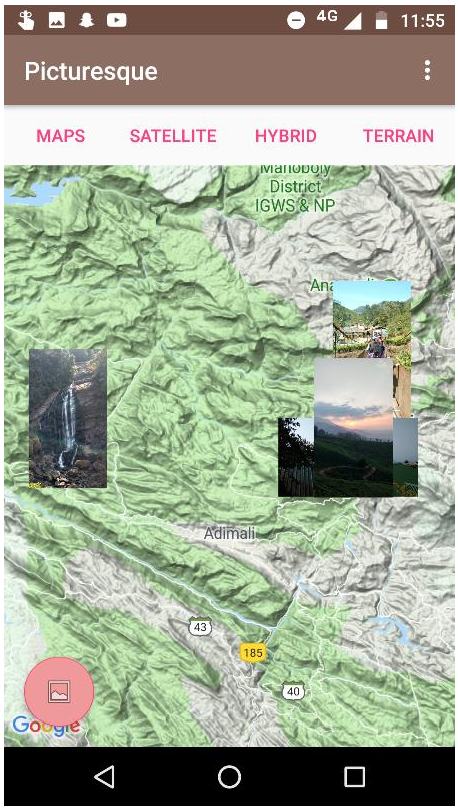 4G
11:55
Picturesque
MAPS
SATELLITE
HYBRID
TERRAIN
District
IGWS & NP
Adimali
43
185
40
Google